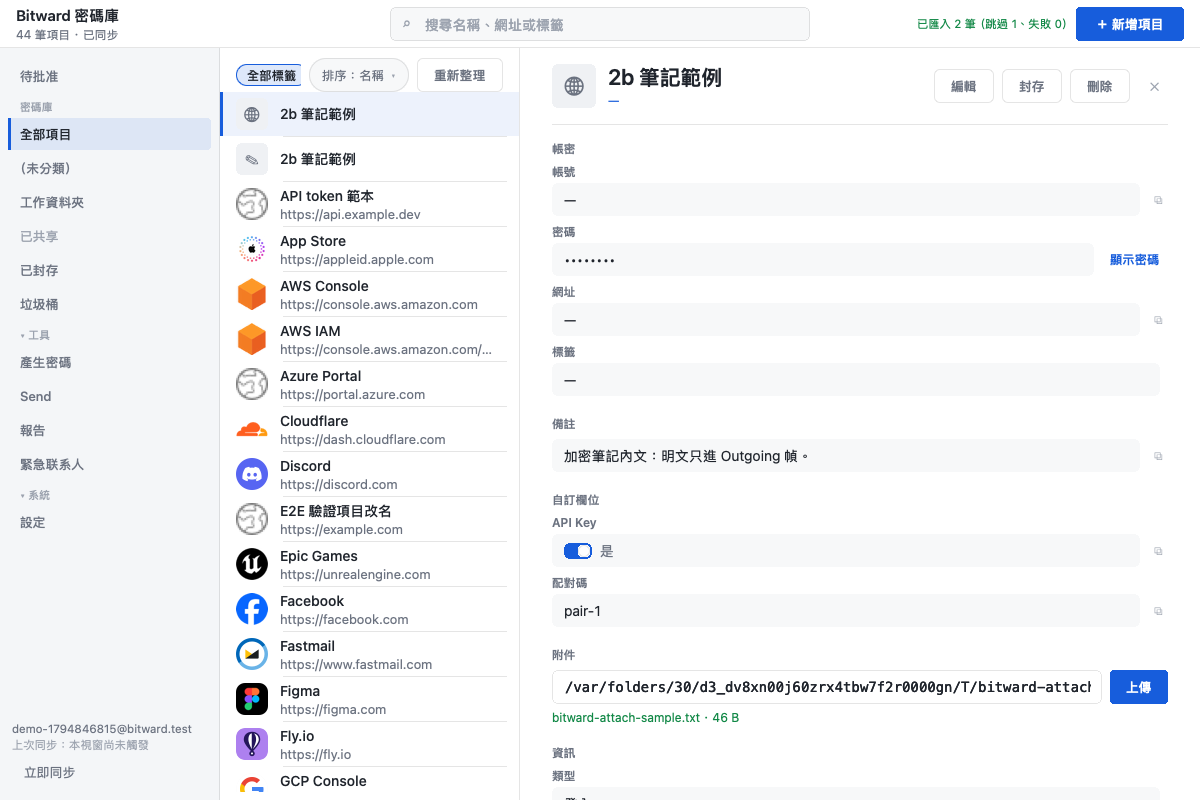 Bitward 密碼庫
44 筆項目 · 已同步
搜尋名稱、網址或標籤
已匯入 2 筆 (跳過 1、失敗 0)
+ 新增項目
待批准
密碼庫
全部項目
(未分類)
工作資料夾
已共享
已封存
垃圾桶
工具
產生密碼
Send
報告
緊急联系人
系統
設定
demo-1794846815@bitward.test
上次同步：本視窗尚未觸發
立即同步
全部標籤
排序：名稱
重新整理
2b 筆記範例
2b 筆記範例
API token 範本
https://api.example.dev
App Store
https://appleid.apple.com
AWS Console
https://console.aws.amazon.com
AWS IAM
https://console.aws.amazon.com/...
Azure Portal
https://portal.azure.com
Cloudflare
https://dash.cloudflare.com
Discord
https://discord.com
E2E 驗證項目改名
https://example.com
Epic Games
https://unrealengine.com
Facebook
https://facebook.com
Fastmail
https://www.fastmail.com
Figma
https://figma.com
Fly.io
https://fly.io
GCP Console
2b 筆記範例
—
編輯
封存
刪除
帳密
帳號
—
密碼
••••••••
顯示密碼
網址
—
標籤
—
備註
加密筆記內文：明文只進 Outgoing 幀。
自訂欄位
API Key
是
配對碼
pair-1
附件
/var/folders/30/d3_dv8xn00j60zrx4tbw7f2r0000gn/T/bitward-attach
上傳
bitward-attach-sample.txt · 46 B
資訊
類型